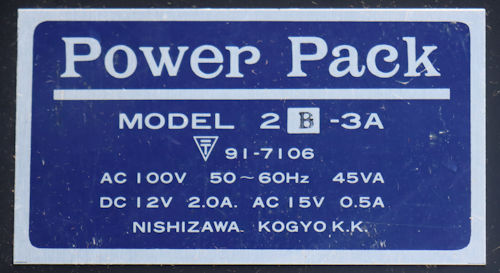 Power Pack
MODEL 2B-3A
〒 91-7106
AC 100V 50~60Hz 45VA
DC 12V 2.0A. AC 15V 0.5A
NISHIZAWA KOGYO K.K.